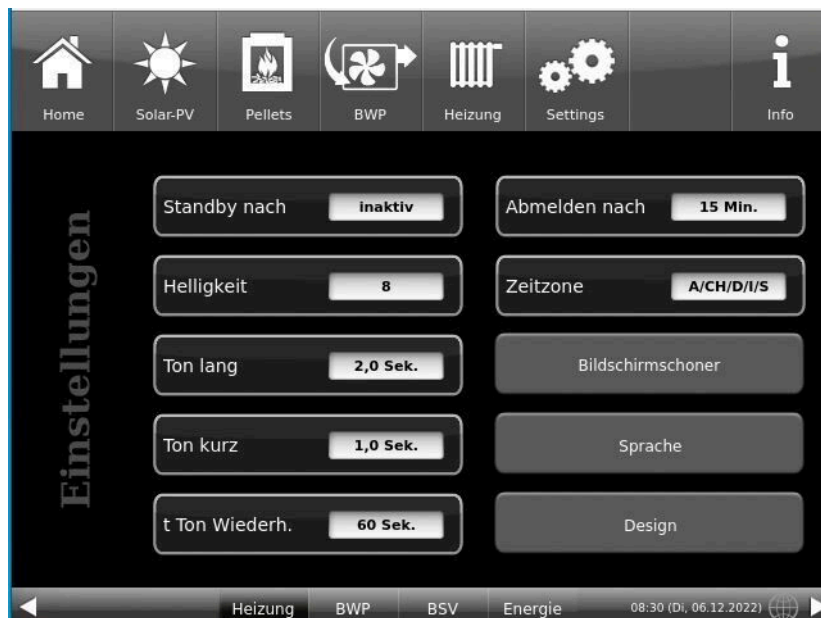 Home Solar-PV Pellets BWP Heizung Settings Info
Einstellungen
Standby nach inaktiv
Abmelden nach 15 Min.
Helligkeit 8
Zeitzone A/CH/D/I/S
Ton lang 2,0 Sek.
Bildschirmschoner
Ton kurz 1,0 Sek.
Sprache
t Ton Wiederh. 60 Sek.
Design
Heizung BWP BSV Energie 08:30 (Di, 06.12.2022)